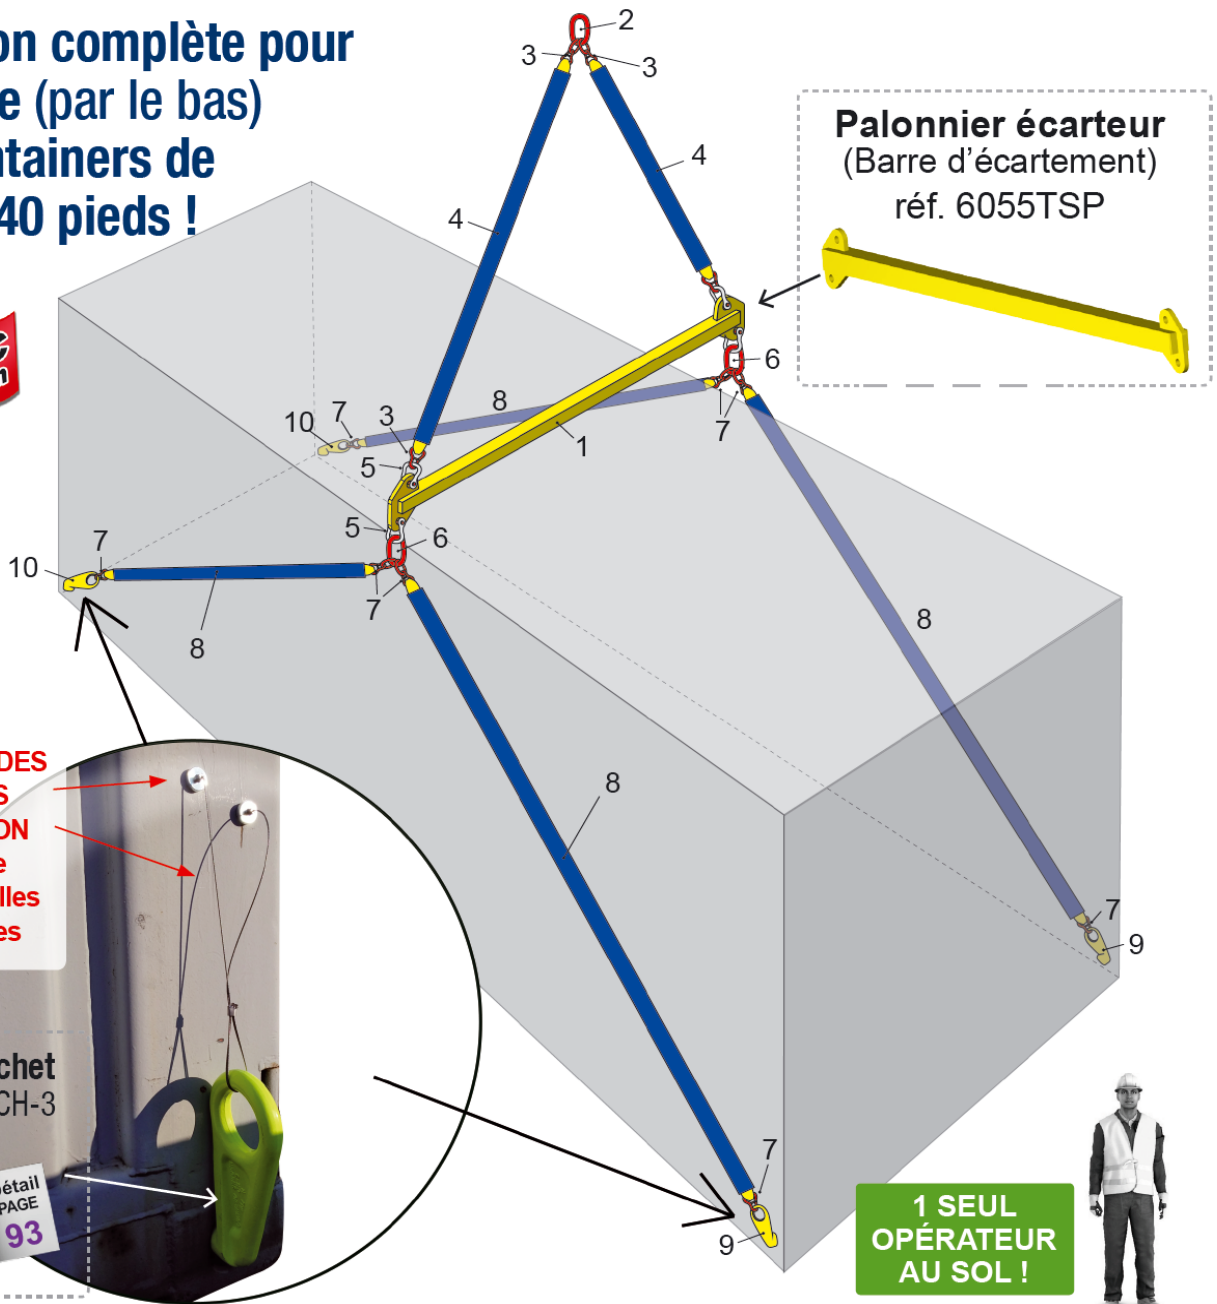 on complète pour
e (par le bas)
ntainers de
40 pieds !
2
3
3
4
4
Palonnier écarteur
(Barre d'écartement)
réf. 6055TSP
6
8
10
7
3
7
1
5
5
6
7
10
7
8
8
DES
S
ON
e
lles
es
8
7
9
chet
CH-3
étail
PAGE
93
7
9
1 SEUL
OPÉRATEUR
AU SOL !